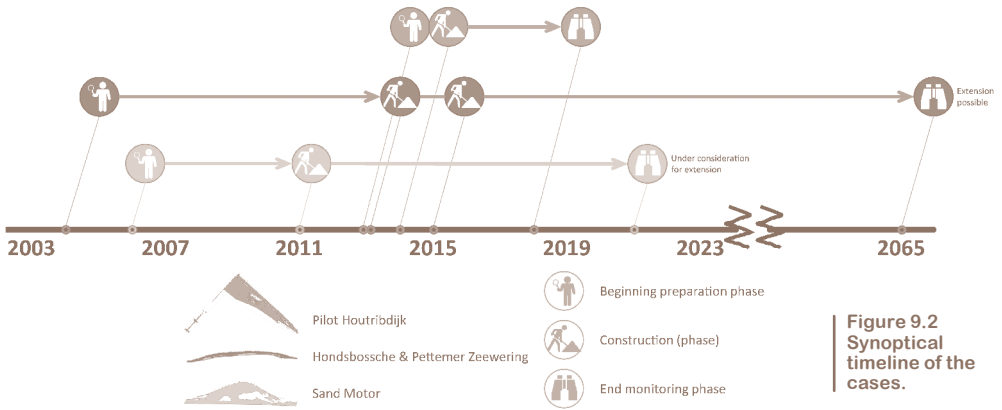 Extension
possible
Under consideration
for extension
2003
2007
2011
2015
2019
2023
2065
Pilot Houtribdijk
Hondsbossche & Pettemer Zeewering
Sand Motor
Beginning preparation phase
Construction (phase)
End monitoring phase
Figure 9.2
Synoptical
timeline of the
cases.